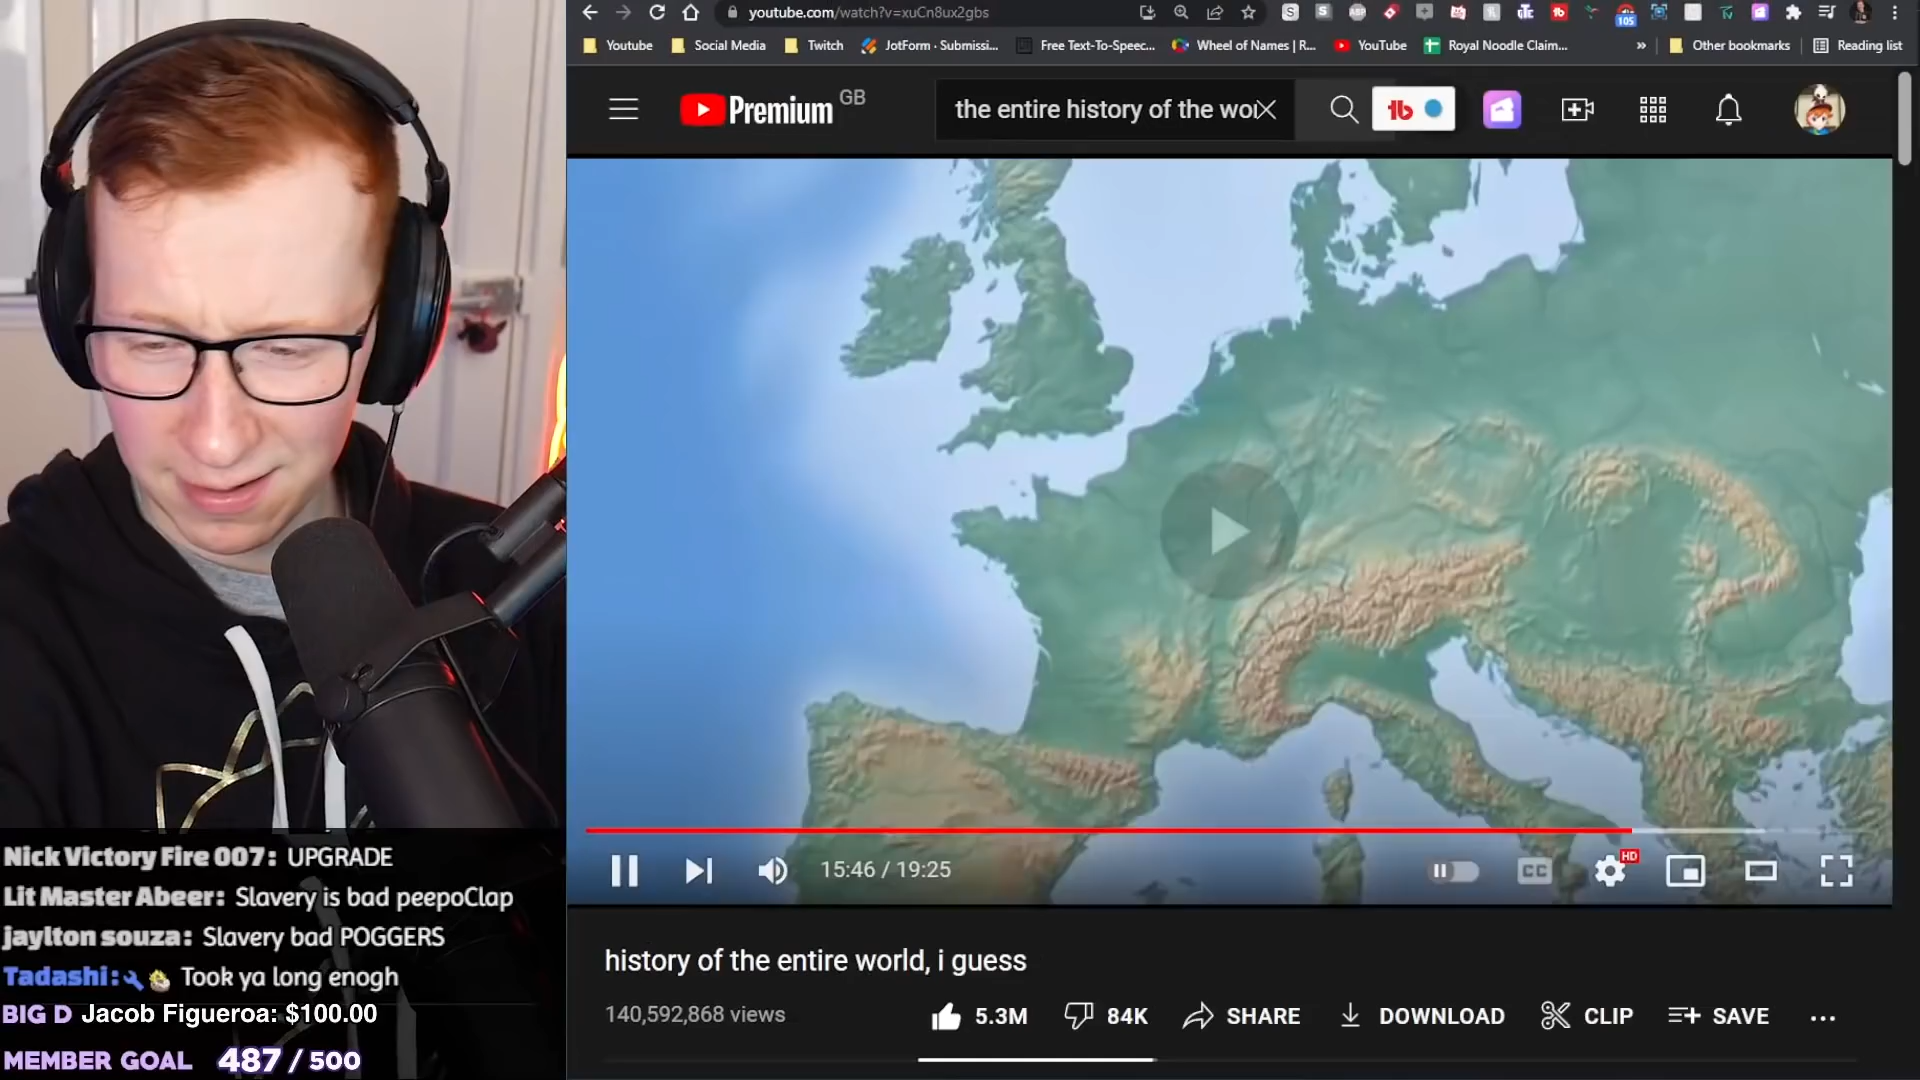 youtube.com/watch?v=xuCn8ux2gbs
105
Youtube
Social Media
Twitch
JotForm · Submissi...
Free Text-To-Speec...
Wheel of Names | R...
YouTube
Royal Noodle Claim...
»
Other bookmarks
Reading list
Premium GB
the entire history of the wor
15:46 / 19:25
CC
HD
history of the entire world, i guess
140,592,868 views
5.3M
84K
SHARE
DOWNLOAD
CLIP
SAVE
Nick Victory Fire 007: UPGRADE
Lit Master Abeer: Slavery is bad peepoClap
jaylton souza: Slavery bad POGGERS
Tadashi: Took ya long enogh
BIG D Jacob Figueroa: $100.00
MEMBER GOAL 487 / 500